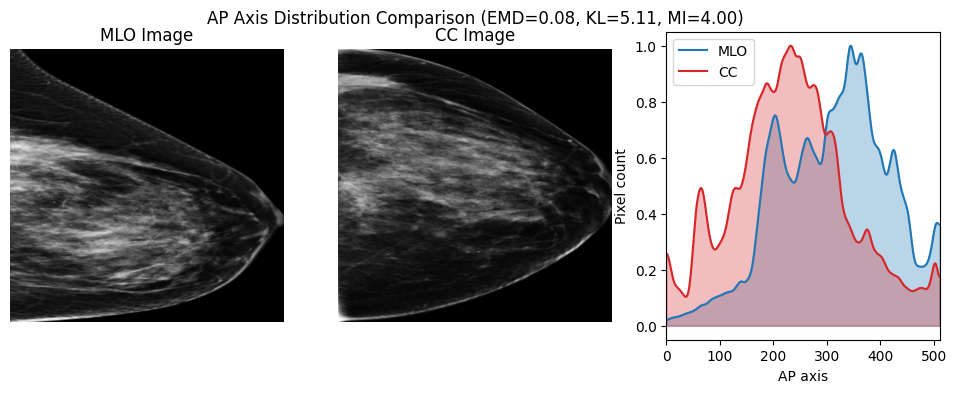 AP Axis Distribution Comparison (EMD=0.08, KL=5.11, MI=4.00)
MLO Image
CC Image
MLO
CC
1.0
0.8
0.6
0.4
0.2
0.0
Pixel count
0 100 200 300 400 500
AP axis